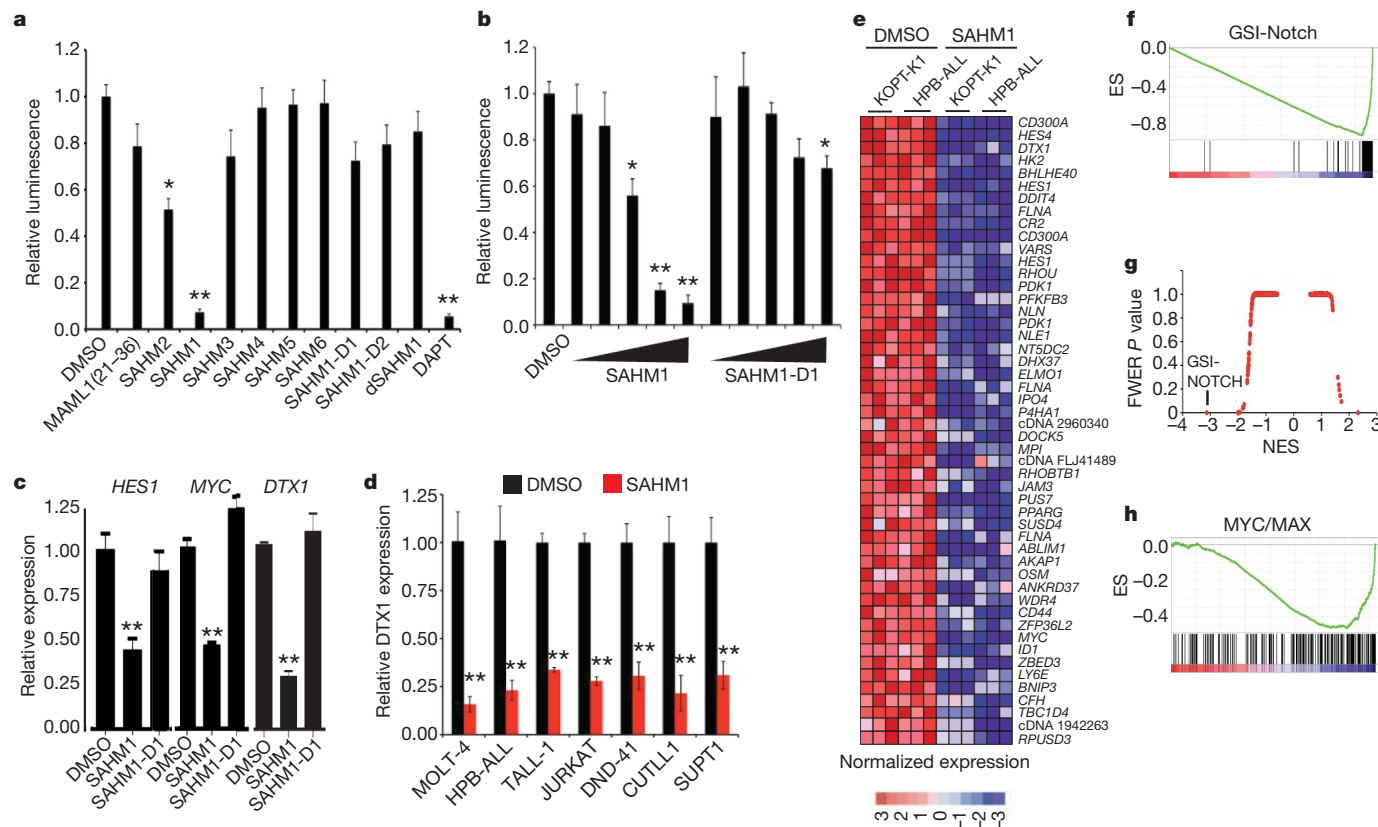 a
Relative luminescence
1.2
1.0
0.8
0.6
0.4
0.2
0.0
*
**
**
DMSO
MAML1(21–36)
SAHM2
SAHM1
SAHM3
SAHM4
SAHM5
SAHM6
SAHM1-D1
SAHM1-D2
dSAHM1
DAPT
b
Relative luminescence
1.2
1.0
0.8
0.6
0.4
0.2
0.0
*
**
**
*
DMSO
SAHM1
SAHM1-D1
c
HES1 MYC DTX1
Relative expression
1.25
1.00
0.75
0.50
0.25
0.00
**
**
**
DMSO
SAHM1
SAHM1-D1
DMSO
SAHM1
SAHM1-D1
DMSO
SAHM1
SAHM1-D1
d
DMSO SAHM1
Relative DTX1 expression
1.25
1.00
0.75
0.50
0.25
0.00
**
**
**
**
**
**
**
MOLT-4
HPB-ALL
TALL-1
JURKAT
DND-41
CUTLL1
SUPT1
e
DMSO SAHM1
KOPT-K1
HPB-ALL
KOPT-K1
HPB-ALL
CD300A
HES4
DTX1
HK2
BHLHE40
HES1
DDIT4
FLNA
CR2
CD300A
VARS
HES1
RHOU
PDK1
PFKFB3
NLN
PDK1
NLE1
NT5DC2
DHX37
ELMO1
FLNA
IPO4
P4HA1
cDNA 2960340
DOCK5
MPI
cDNA FLJ41489
RHOBTB1
JAM3
PUS7
PPARG
SUSD4
FLNA
ABLIM1
AKAP1
OSM
ANKRD37
WDR4
CD44
ZFP36L2
MYC
ID1
ZBED3
LY6E
BNIP3
CFH
TBC1D4
cDNA 1942263
RPUSD3
Normalized expression
3 2 1 0 –1 –2 –3
f
GSI-Notch
ES
0.0
–0.4
–0.8
g
FWER P value
1.0
0.8
0.6
0.4
0.2
0
GSI-
NOTCH
–4 –3 –2 –1 0 1 2 3
NES
h
MYC/MAX
ES
0.0
–0.2
–0.4